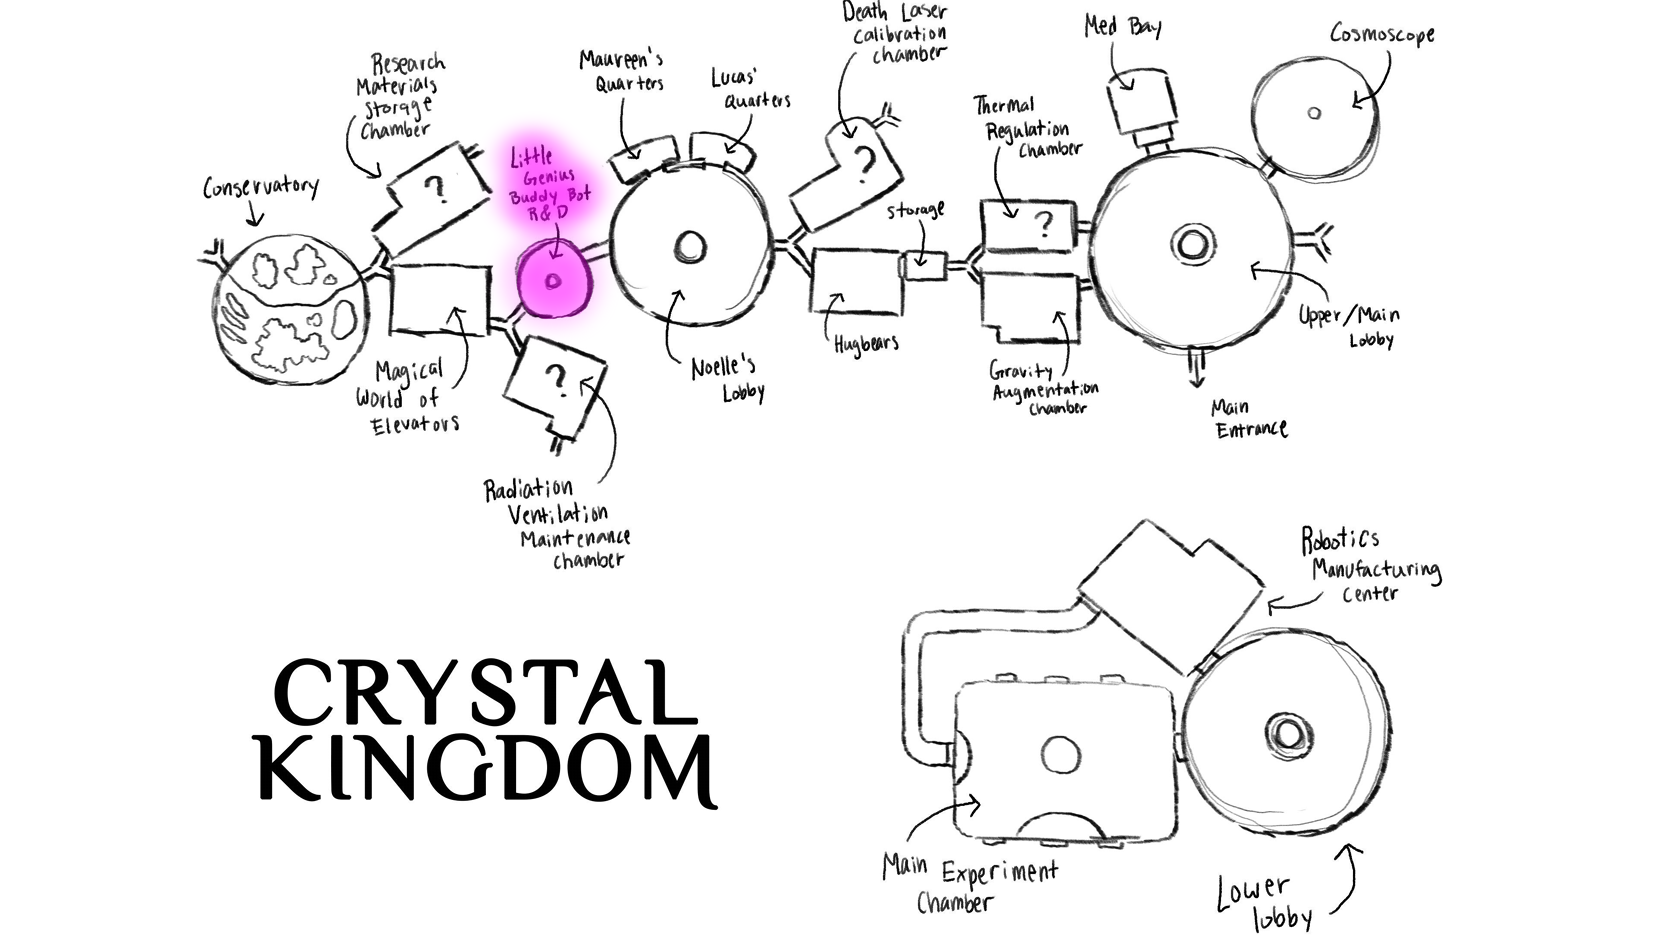 Death Laser
Calibration
chamber
Med Bay
Cosmoscope
Research
Materials
Storage
Chamber
Maureen's
Quarters
Lucas'
Quarters
Thermal
Regulation
Chamber
Little
Genius
Buddy Bot
R&D
Conservatory
?
?
?
Storage
Upper/Main
Lobby
Hugbears
Noelle's
Lobby
Gravity
Augmentation
Chamber
Magical
World of
Elevators
?
Main
Entrance
Radiation
Ventilation
Maintenance
Chamber
Robotics
Manufacturing
Center
CRYSTAL
KINGDOM
Main Experiment
Chamber
Lower
lobby